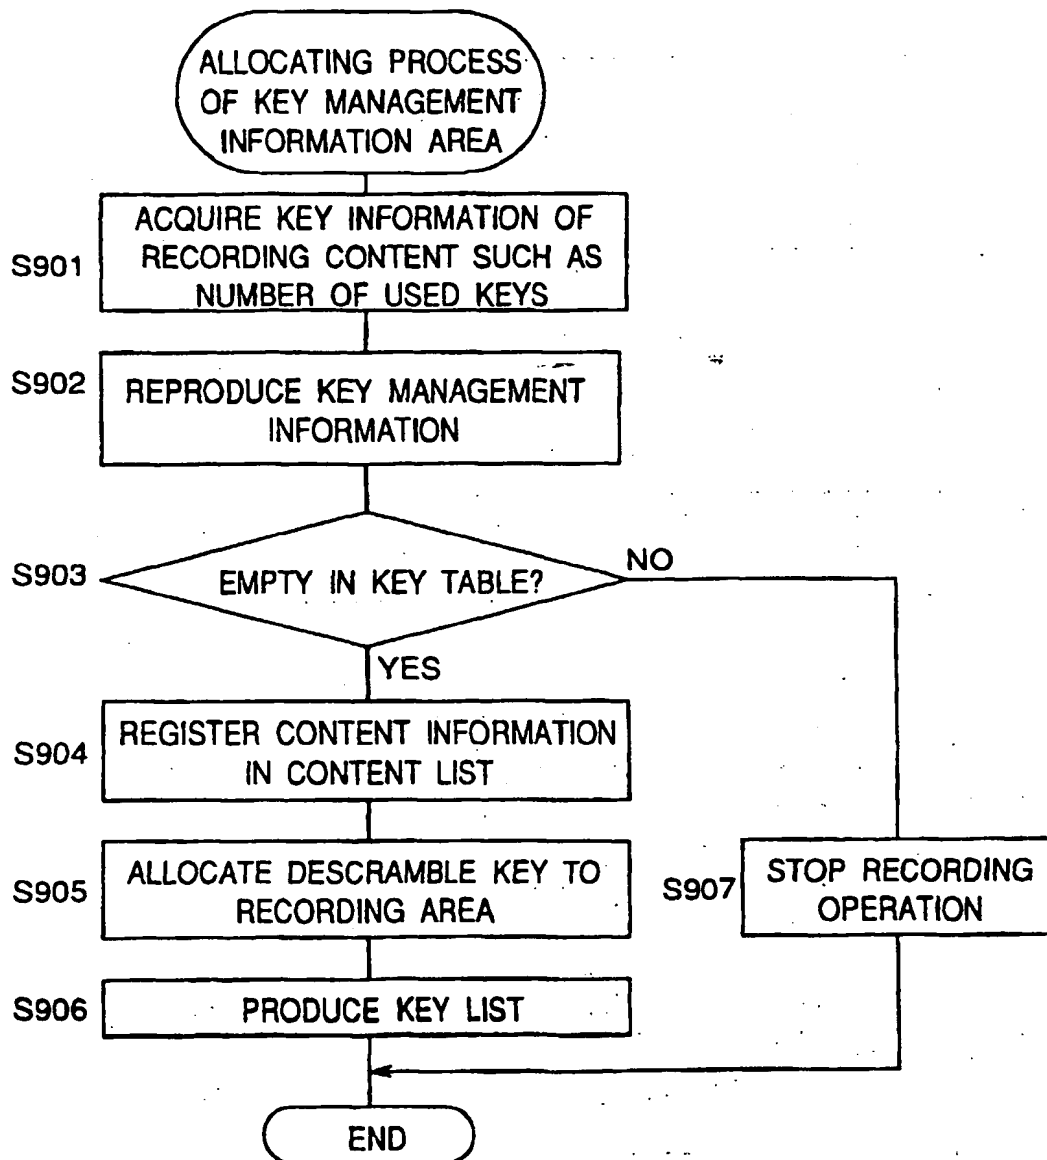 ALLOCATING PROCESS
OF KEY MANAGEMENT
INFORMATION AREA
S901
ACQUIRE KEY INFORMATION OF
RECORDING CONTENT SUCH AS
NUMBER OF USED KEYS
S902
REPRODUCE KEY MANAGEMENT
INFORMATION
S903
EMPTY IN KEY TABLE?
NO
YES
S904
REGISTER CONTENT INFORMATION
IN CONTENT LIST
S905
ALLOCATE DESCRAMBLE KEY TO
RECORDING AREA
S907
STOP RECORDING
OPERATION
S906
PRODUCE KEY LIST
END